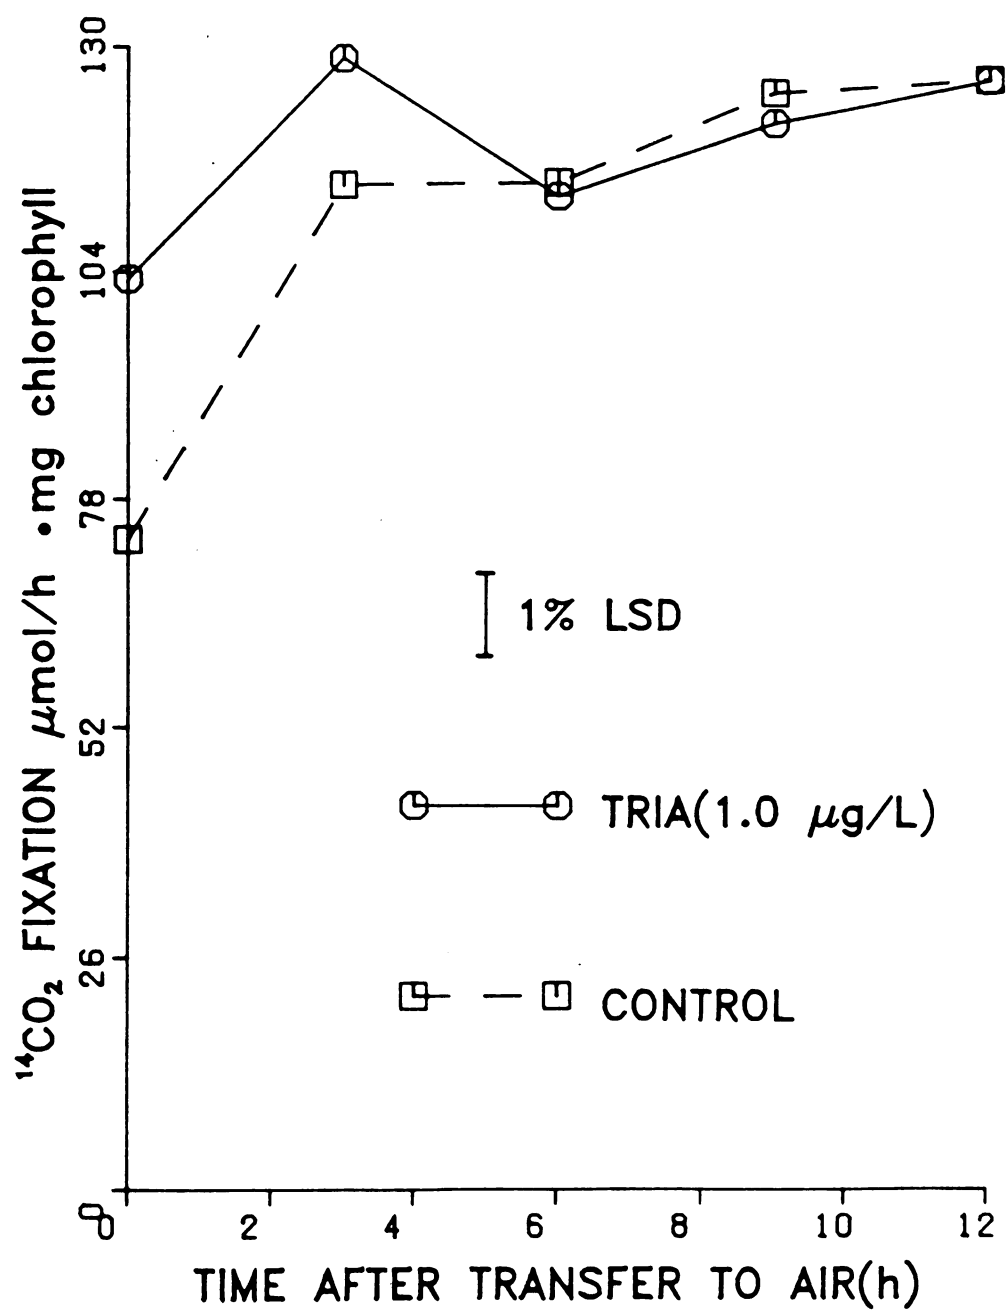 130
104
78
52
26
0
¹⁴CO₂ FIXATION μmol/h •mg chlorophyll
1% LSD
TRIA(1.0 μg/L)
CONTROL
0 2 4 6 8 10 12
TIME AFTER TRANSFER TO AIR(h)